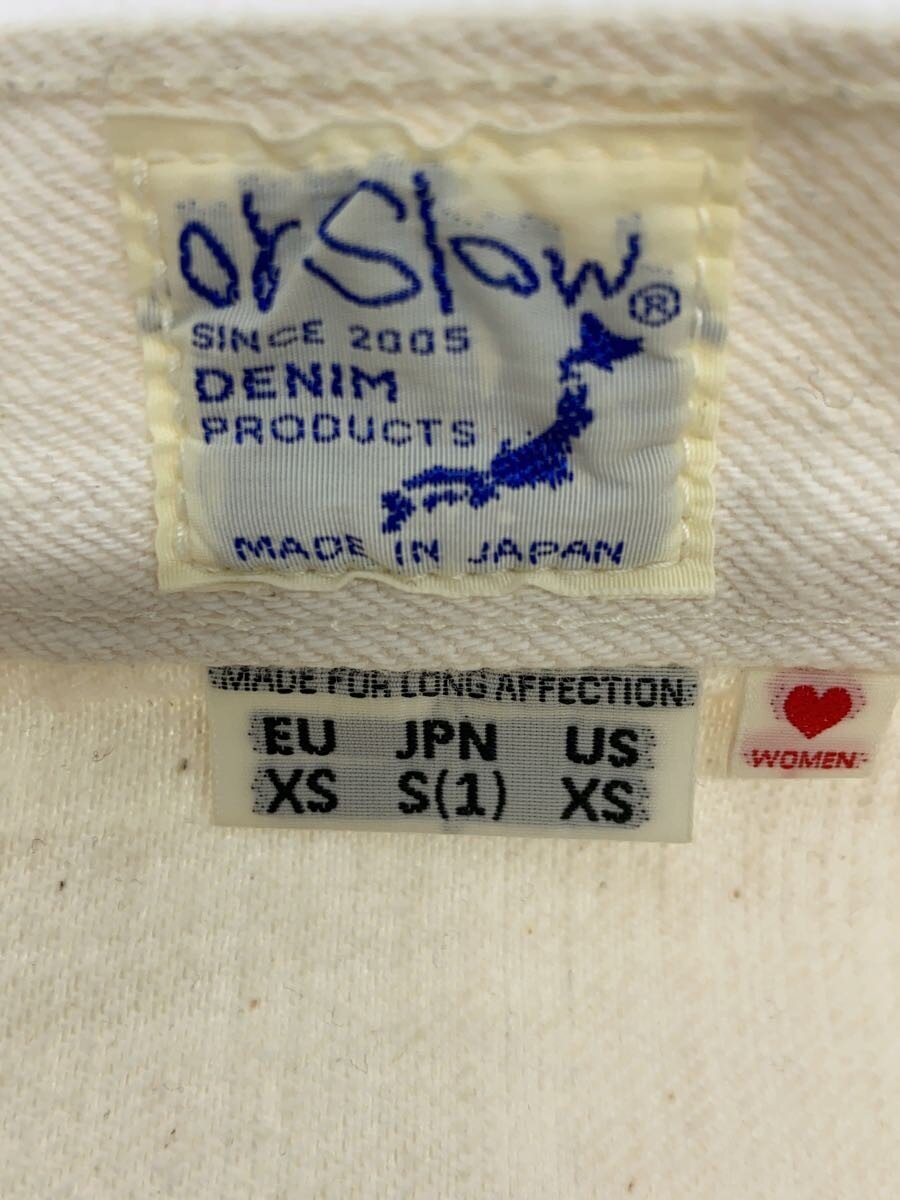 orSlow®
SINCE 2005
DENIM
PRODUCTS
MADE IN JAPAN
MADE FOR LONG AFFECTION
EU JPN US
XS S(1) XS
WOMEN